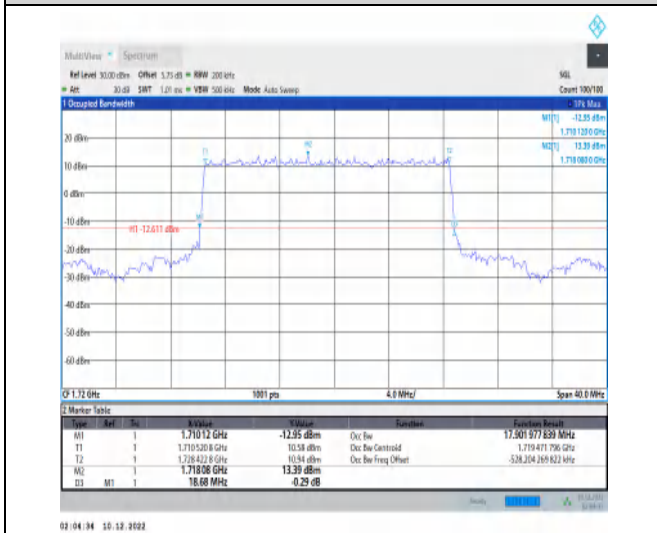 MultiView Spectrum
Ref Level 30.00 dBm Offset 5.75 dB RBW 200 kHz SGL
Att 30 dB SWT 1.01 ms VBW 500 kHz Mode Auto Sweep Count 100/100
1 Occupied Bandwidth 1Pk Max
M1[1] -12.95 dBm
1.710 120 0 GHz
M2[1] 13.39 dBm
1.718 080 0 GHz
20 dBm
T1 M2 T2
10 dBm
0 dBm
-10 dBm
M1
H1 -12.611 dBm
-20 dBm
-30 dBm
-40 dBm
-50 dBm
-60 dBm
CF 1.72 GHz 1001 pts 4.0 MHz/ Span 40.0 MHz
2 Marker Table
Type Ref Trc X-Value Y-Value Function Function Result
M1 1 1.71012 GHz -12.95 dBm Occ Bw 17.901 977 839 MHz
T1 1 1.710 520 8 GHz 10.58 dBm Occ Bw Centroid 1.719 471 796 GHz
T2 1 1.728 422 8 GHz 10.94 dBm Occ Bw Freq Offset -528.204 269 822 kHz
M2 1 1.71808 GHz 13.39 dBm
D3 M1 1 18.68 MHz -0.29 dB
Ready
02:04:34 10.12.2022